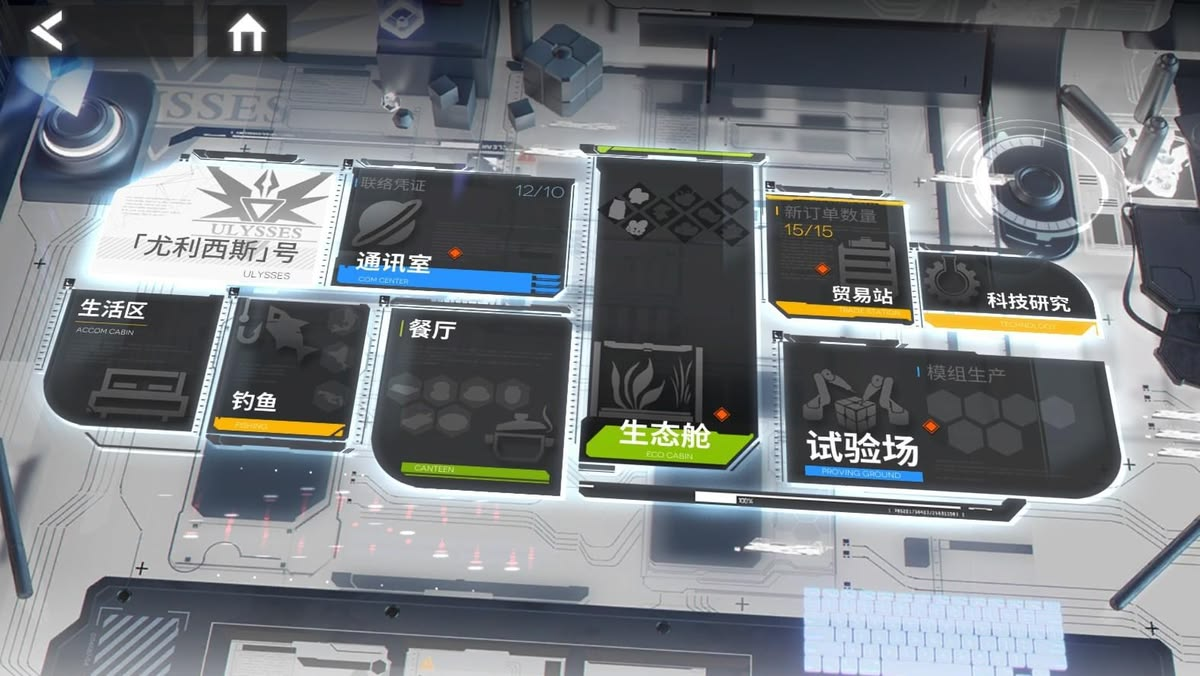 ULYSSES
「尤利西斯」号
ULYSSES
联络凭证
12/10
通讯室
COM CENTER
新订单数量
15/15
贸易站
TRADE STATION
科技研究
TECHNOLOGY
生活区
ACCOM CABIN
钓鱼
FISHING
餐厅
CANTEEN
生态舱
ECO CABIN
模组生产
试验场
PROVING GROUND
100%